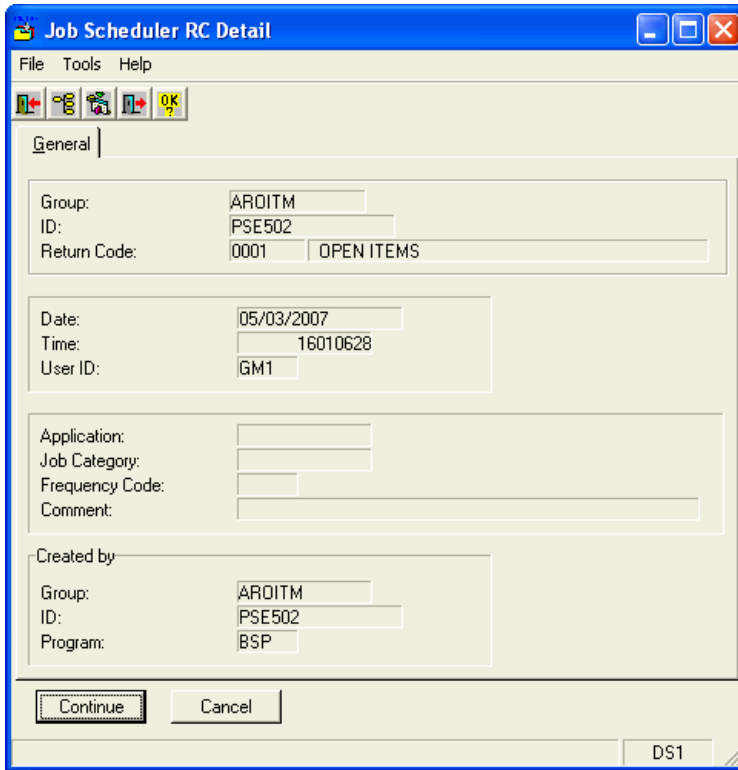 Job Scheduler RC Detail
File Tools Help
OK?
General
Group: AROITM
ID: PSE502
Return Code: 0001 OPEN ITEMS
Date: 05/03/2007
Time: 16010628
User ID: GM1
Application:
Job Category:
Frequency Code:
Comment:
Created by
Group: AROITM
ID: PSE502
Program: BSP
Continue Cancel
DS1